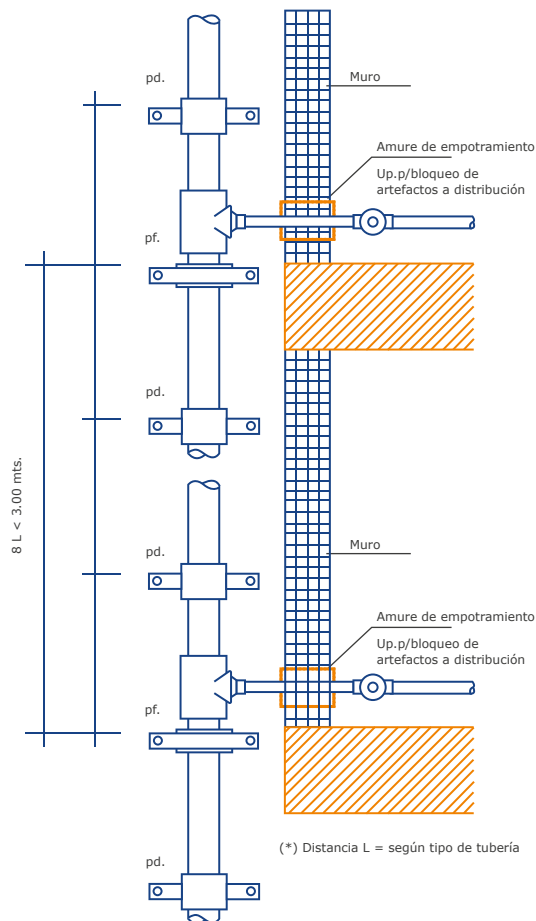 pd.
Muro
Amure de empotramiento
Up.p/bloqueo de
artefactos a distribución
pf.
pd.
8 L < 3.00 mts.
Muro
pd.
Amure de empotramiento
Up.p/bloqueo de
artefactos a distribución
pf.
(*) Distancia L = según tipo de tubería
pd.